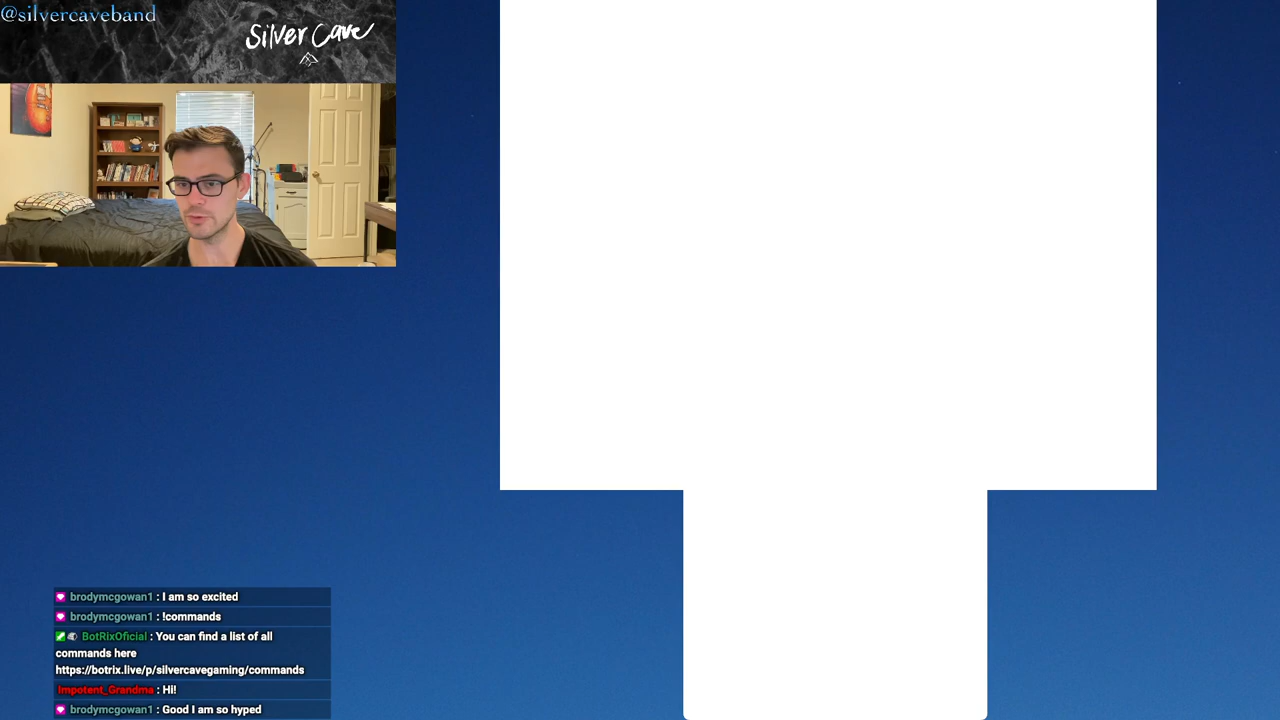 @silvercaveband
Silver Cave
brodymcgowan1 : I am so excited
brodymcgowan1 : !commands
BotRixOficial : You can find a list of all
commands here
https://botrix.live/p/silvercavegaming/commands
Impotent_Grandma : Hi!
brodymcgowan1 : Good I am so hyped